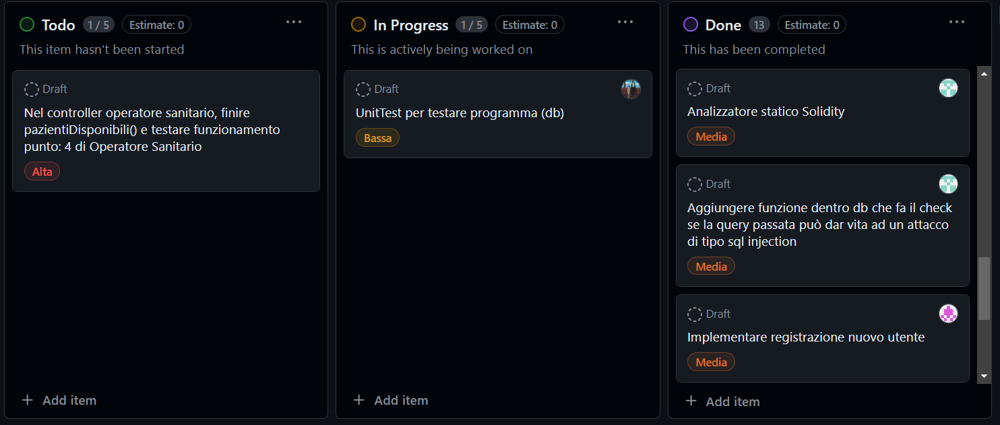 Todo 1 / 5 Estimate: 0
This item hasn't been started
Draft
Nel controller operatore sanitario, finire
pazientiDisponibili() e testare funzionamento
punto: 4 di Operatore Sanitario
Alta
+ Add item
In Progress 1 / 5 Estimate: 0
This is actively being worked on
Draft
UnitTest per testare programma (db)
Bassa
+ Add item
Done 13 Estimate: 0
This has been completed
Draft
Analizzatore statico Solidity
Media
Draft
Aggiungere funzione dentro db che fa il check
se la query passata può dar vita ad un attacco
di tipo sql injection
Media
Draft
Implementare registrazione nuovo utente
Media
+ Add item